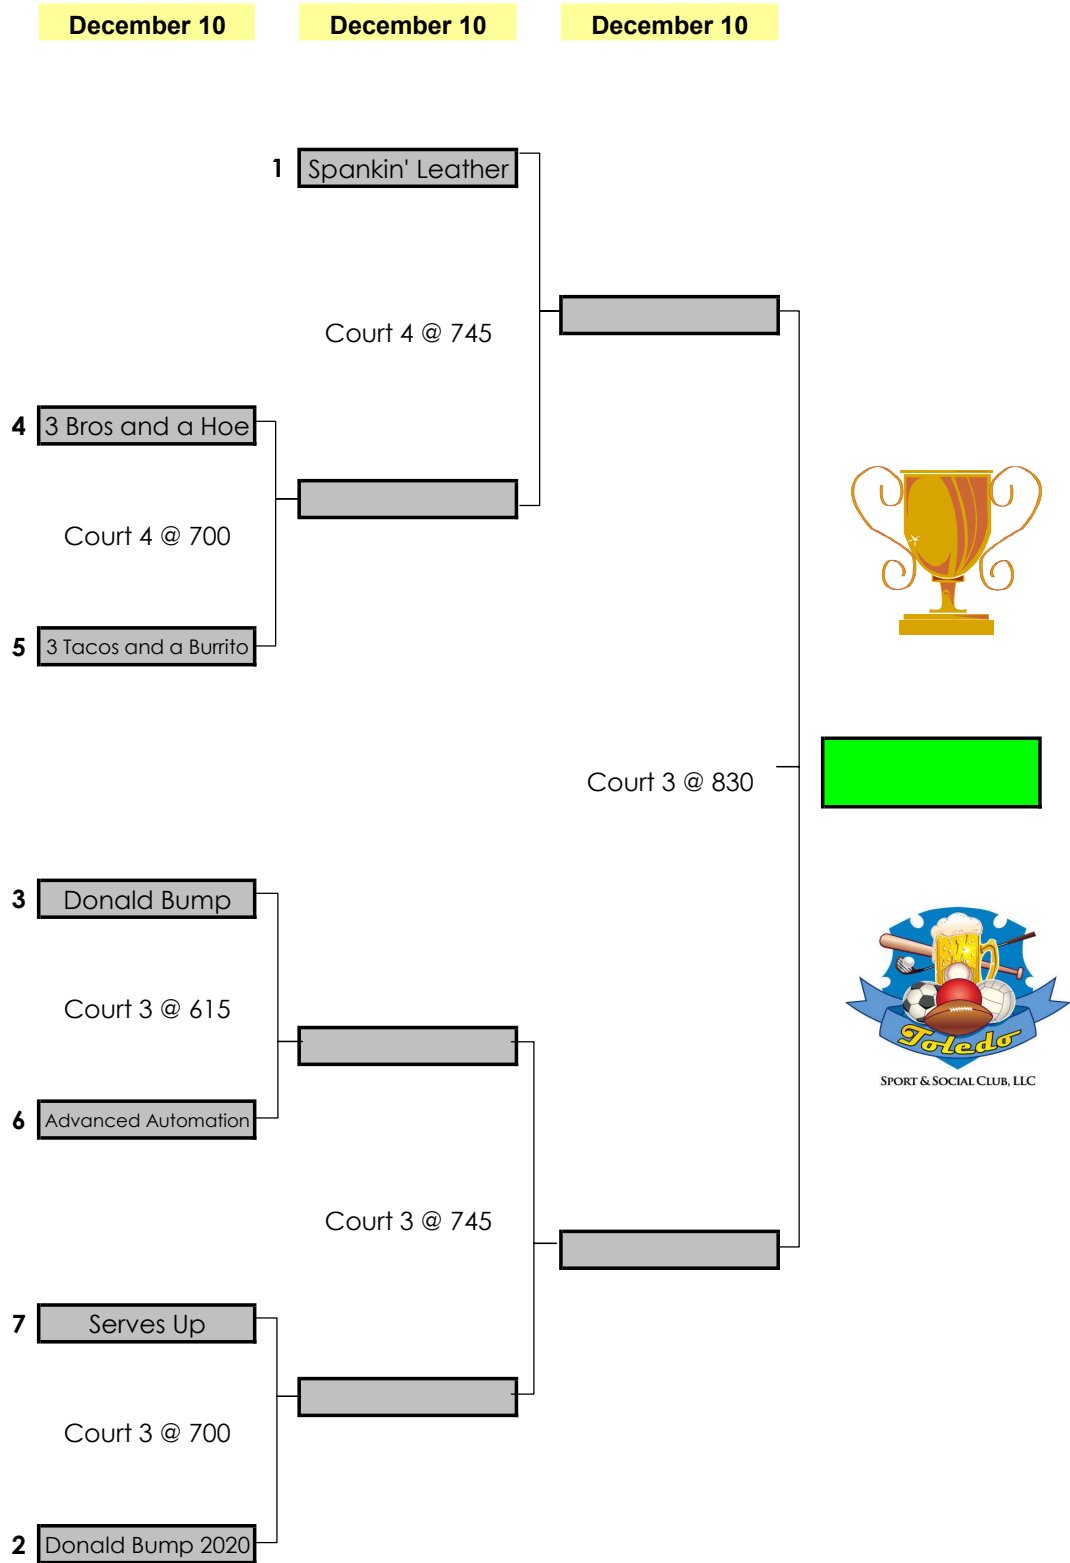 December 10 December 10 December 10
1 Spankin' Leather
Court 4 @ 745
4 3 Bros and a Hoe
Court 4 @ 700
5 3 Tacos and a Burrito
Court 3 @ 830
3 Donald Bump
Court 3 @ 615
Toledo
SPORT & SOCIAL CLUB, LLC
6 Advanced Automation
Court 3 @ 745
7 Serves Up
Court 3 @ 700
2 Donald Bump 2020